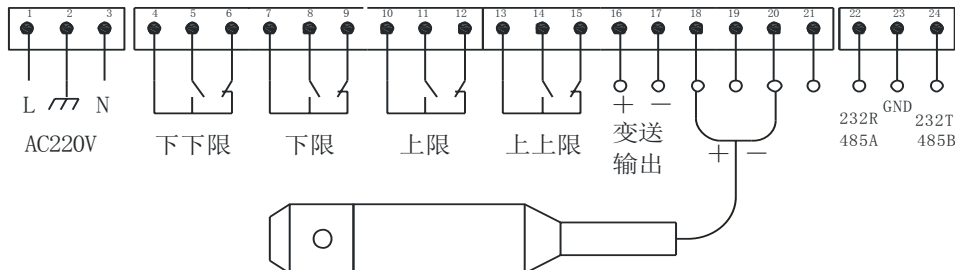 1 2 3 4 5 6 7 8 9 10 11 12 13 14 15 16 17 18 19 20 21 22 23 24
L N + − GND
232R 232T
AC220V 下下限 下限 上限 上上限 变送 + − 485A 485B
输出